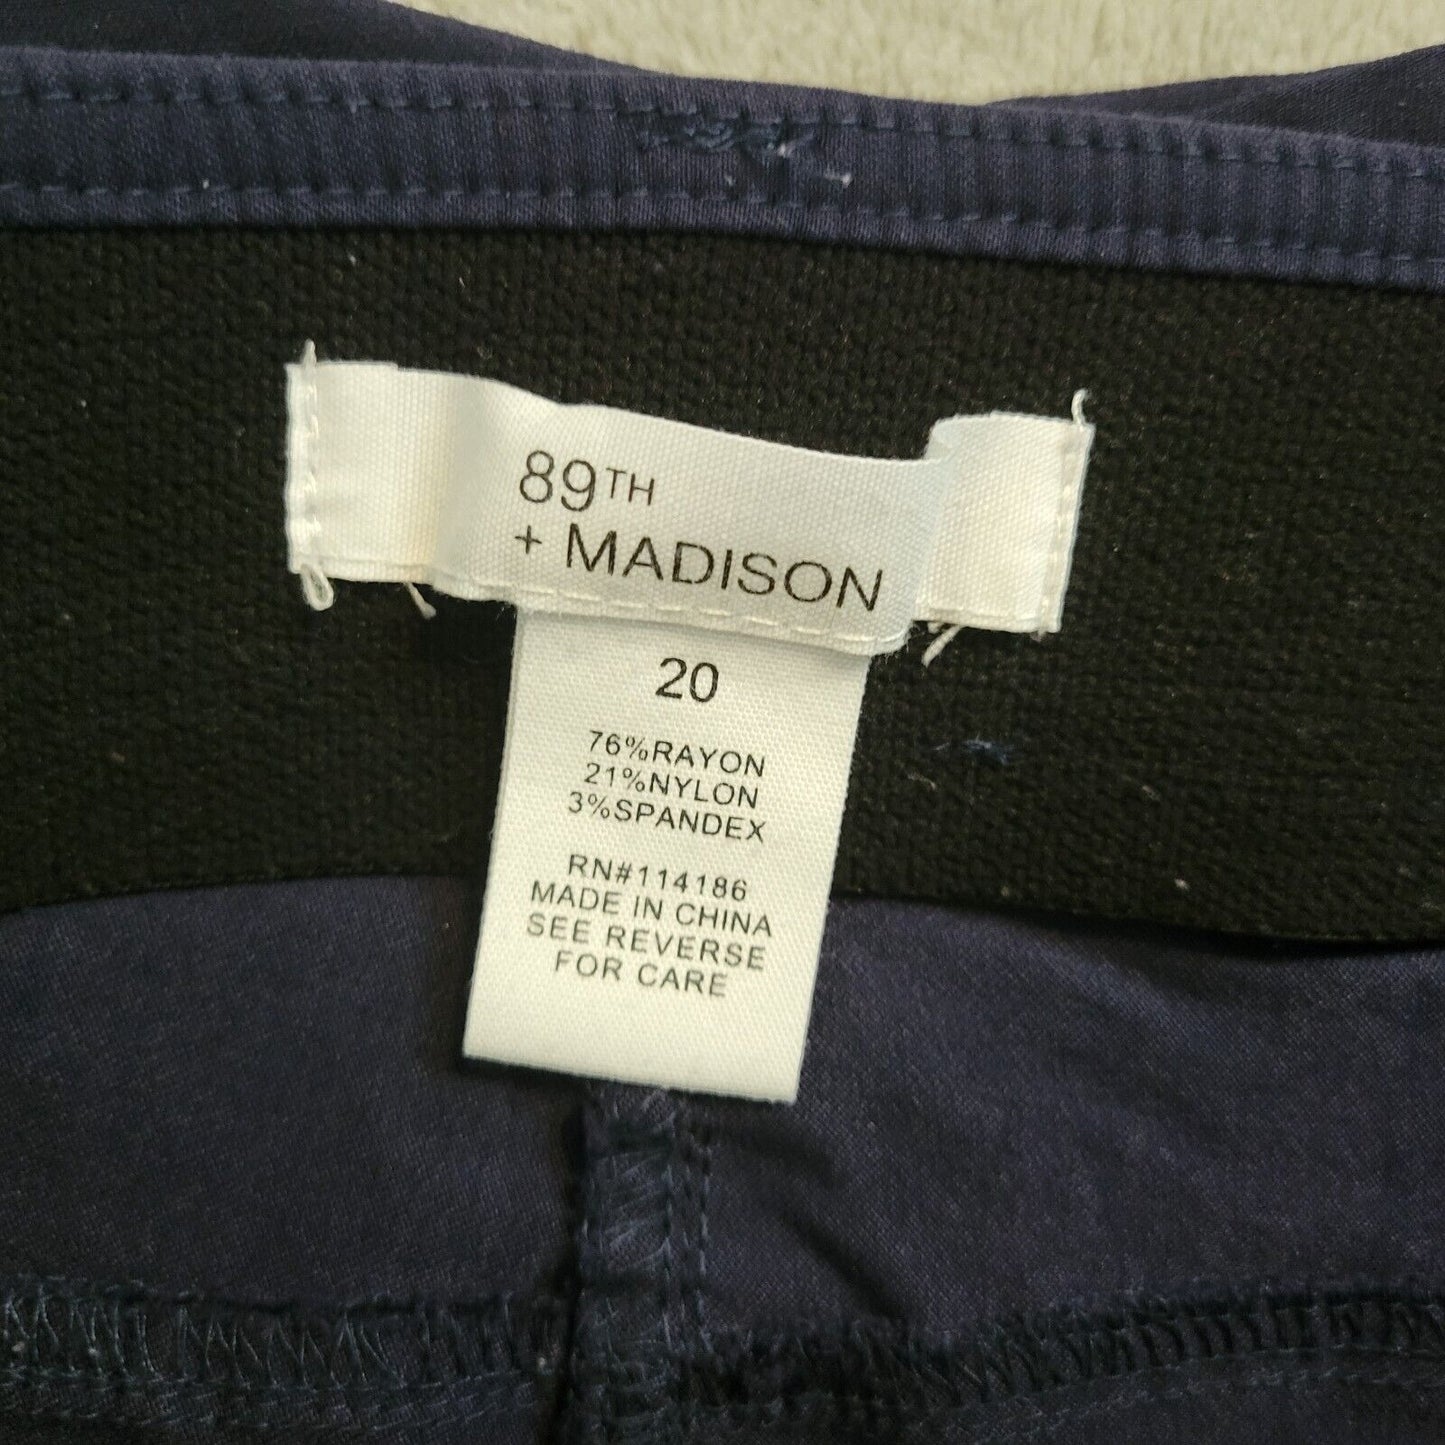 89TH
+ MADISON
20
76%RAYON
21%NYLON
3%SPANDEX
RN#114186
MADE IN CHINA
SEE REVERSE
FOR CARE